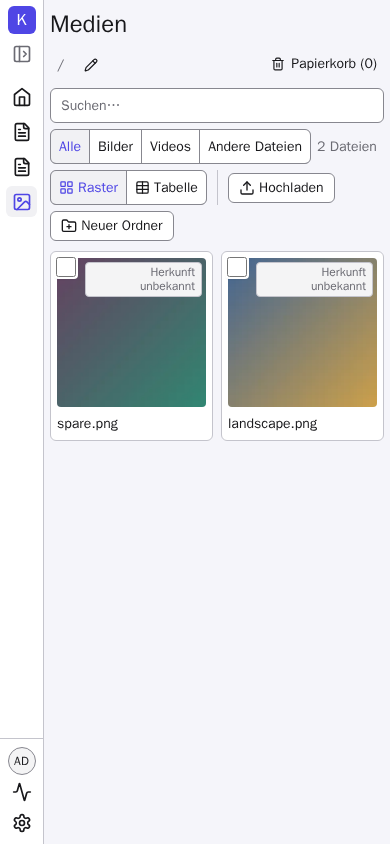 K
Medien
/
Papierkorb (0)
Suchen…
Alle Bilder Videos Andere Dateien 2 Dateien
Raster Tabelle Hochladen
Neuer Ordner
Herkunft
unbekannt
spare.png
Herkunft
unbekannt
landscape.png
AD